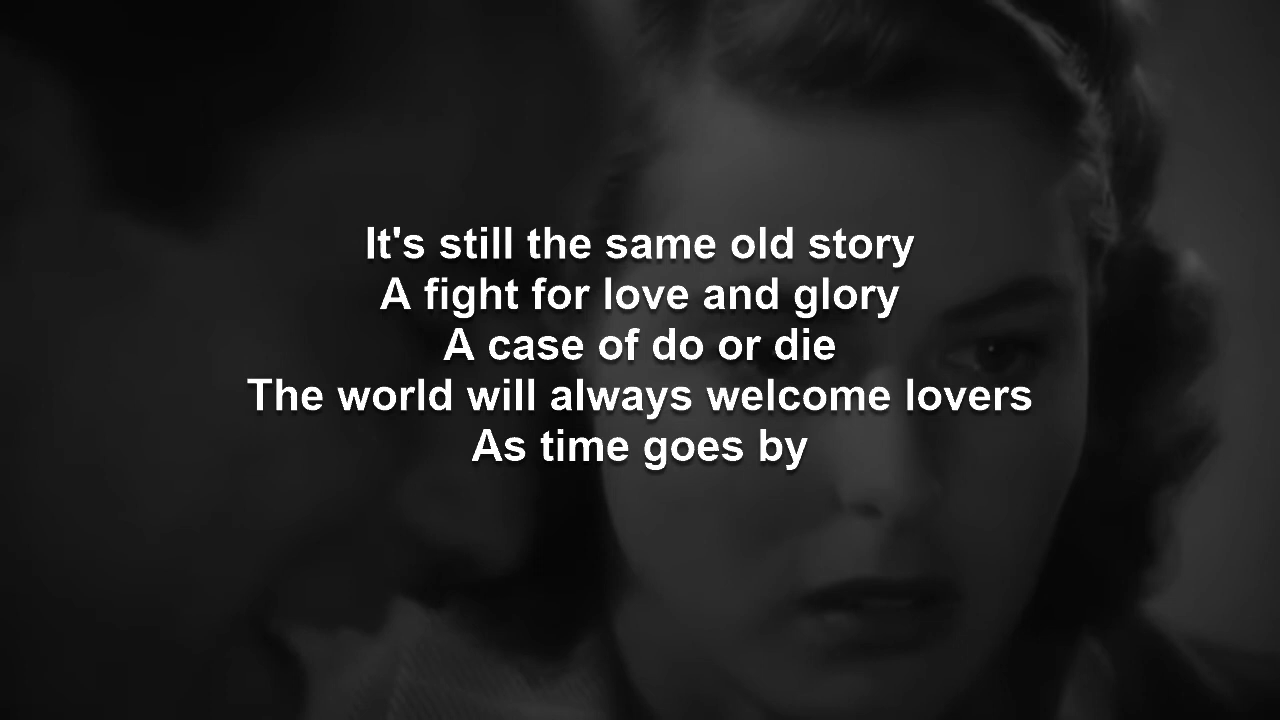 It's still the same old story
A fight for love and glory
A case of do or die
The world will always welcome lovers
As time goes by